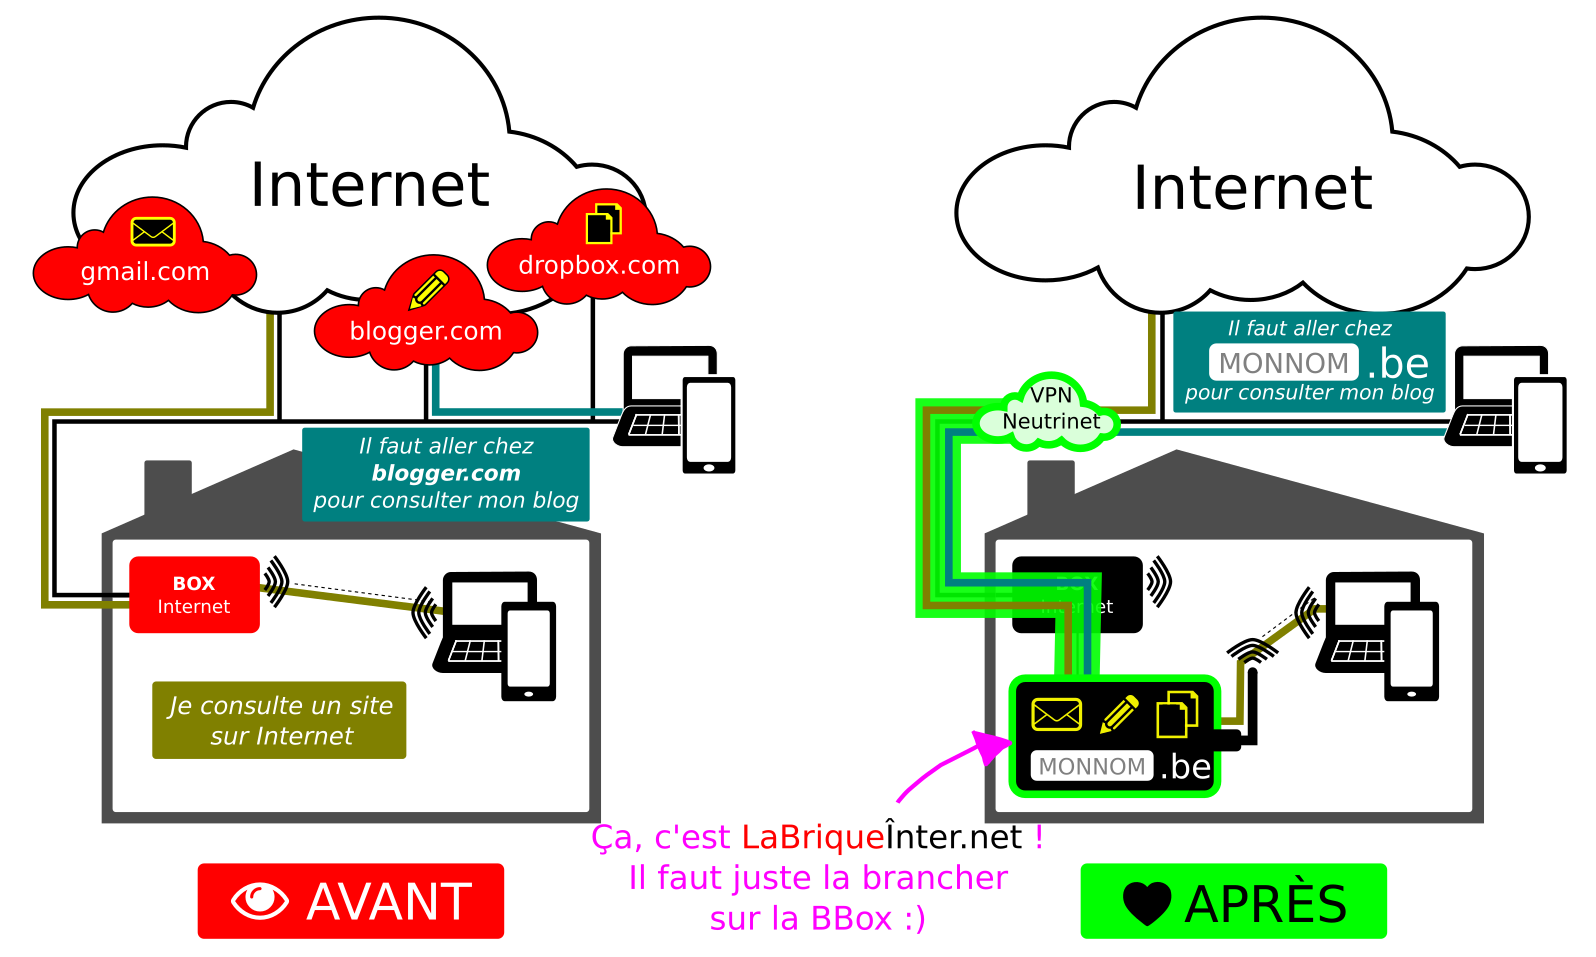 Internet
gmail.com
dropbox.com
blogger.com
Il faut aller chez
blogger.com
pour consulter mon blog
BOX
Internet
Je consulte un site
sur Internet
AVANT
Internet
Il faut aller chez
MONNOM .be
pour consulter mon blog
VPN
Neutrinet
BOX
Internet
MONNOM .be
Ça, c'est LaBriqueÎnter.net !
Il faut juste la brancher
sur la BBox :)
APRÈS